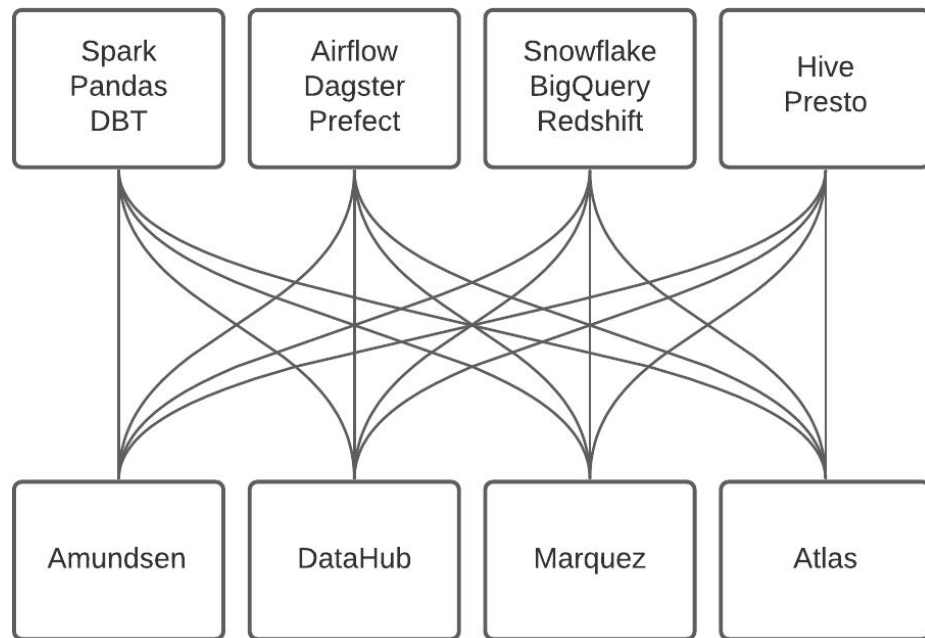 Spark
Pandas
DBT
Airflow
Dagster
Prefect
Snowflake
BigQuery
Redshift
Hive
Presto
Amundsen
DataHub
Marquez
Atlas